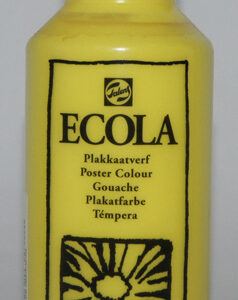 Talens
ECOLA
Plakkaatverf
Poster Colour
Gouache
Plakatfarbe
Témpera